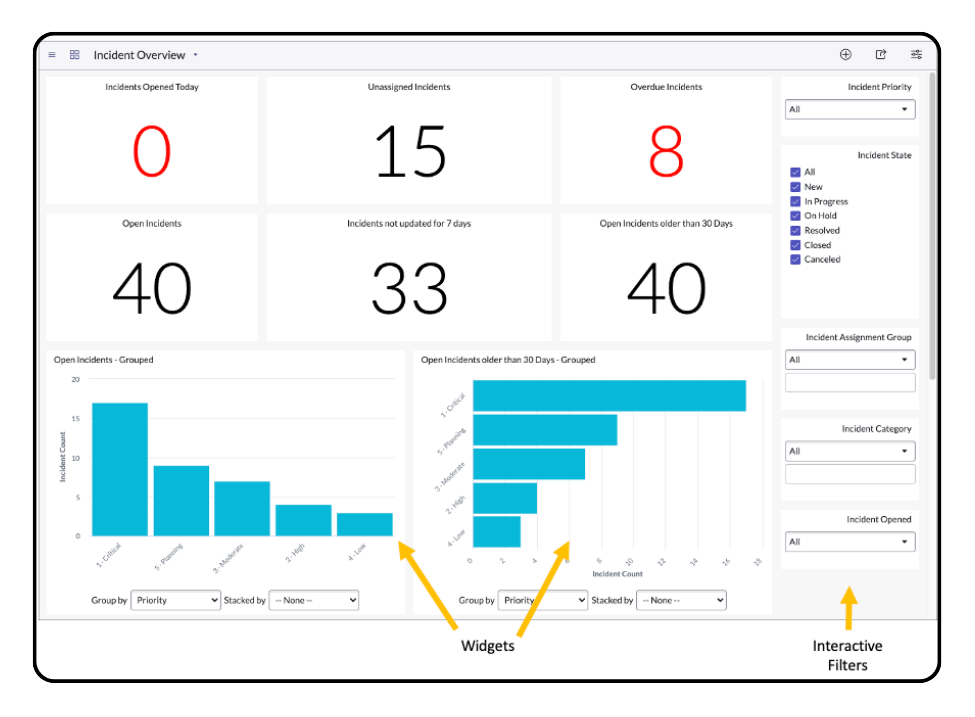 Incident Overview
Incidents Opened Today
0
Unassigned Incidents
15
Overdue Incidents
8
Open Incidents
40
Incidents not updated for 7 days
33
Open Incidents older than 30 Days
40
Incident Priority
All
Incident State
All
New
In Progress
On Hold
Resolved
Closed
Canceled
Incident Assignment Group
All
Incident Category
All
Incident Opened
All
Open Incidents - Grouped
20
15
10
5
0
Incident Count
1 - Critical
5 - Planning
3 - Moderate
2 - High
4 - Low
Group by Priority Stacked by -- None --
Open Incidents older than 30 Days - Grouped
1 - Critical
5 - Planning
3 - Moderate
2 - High
4 - Low
0 2 4 6 8 10 12 14 16 18
Incident Count
Group by Priority Stacked by -- None --
Widgets
Interactive
Filters